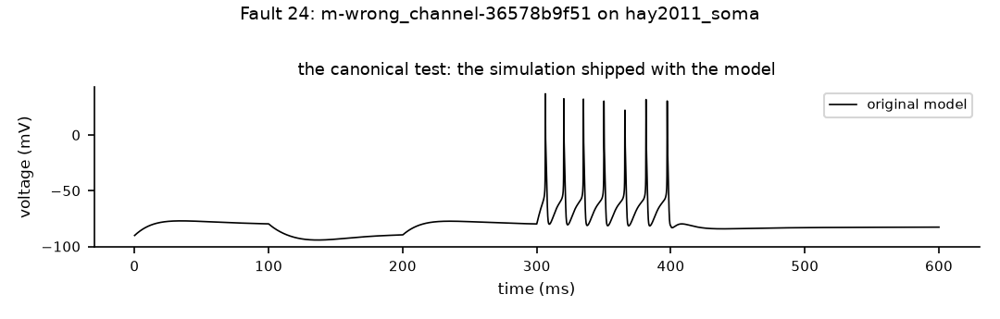 Fault 24: m-wrong_channel-36578b9f51 on hay2011_soma
the canonical test: the simulation shipped with the model
original model
voltage (mV)
0
−50
−100
0 100 200 300 400 500 600
time (ms)